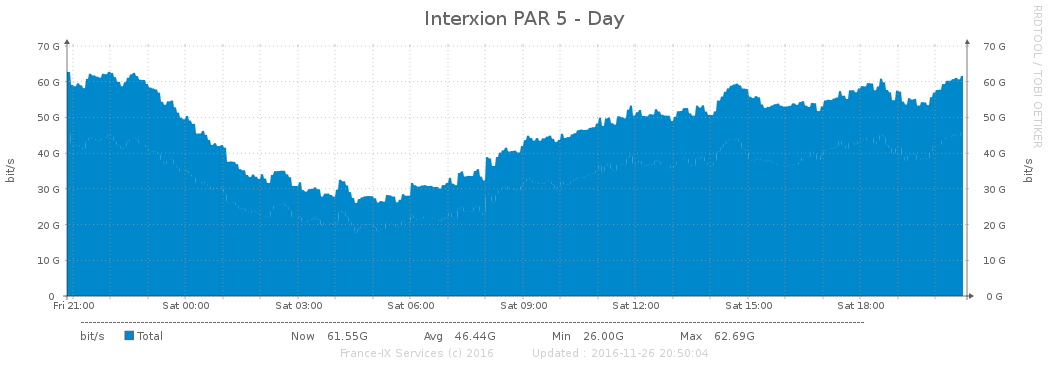 Interxion PAR 5 - Day
RRDTOOL / TOBI OETIKER
70 G 70 G
60 G 60 G
50 G 50 G
40 G 40 G
30 G 30 G
20 G 20 G
10 G 10 G
0 0 G
bit/s bit/s
Fri 21:00 Sat 00:00 Sat 03:00 Sat 06:00 Sat 09:00 Sat 12:00 Sat 15:00 Sat 18:00
bit/s Total Now 61.55G Avg 46.44G Min 26.00G Max 62.69G
France-IX Services (c) 2016 Updated : 2016-11-26 20:50:04